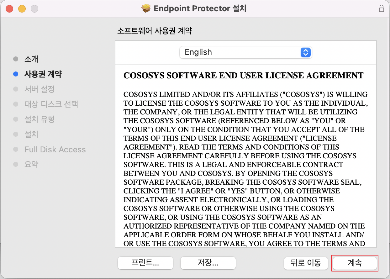 Endpoint Protector 설치
소프트웨어 사용권 계약
소개
사용권 계약
서버 설정
대상 디스크 선택
설치 유형
설치
Full Disk Access
요약
English
COSOSYS SOFTWARE END USER LICENSE AGREEMENT
COSOSYS LIMITED AND/OR ITS AFFILIATES ("COSOSYS") IS WILLING
TO LICENSE THE COSOSYS SOFTWARE TO YOU AS THE INDIVIDUAL,
THE COMPANY, OR THE LEGAL ENTITY THAT WILL BE UTILIZING
THE COSOSYS SOFTWARE (REFERENCED BELOW AS "YOU" OR
"YOUR") ONLY ON THE CONDITION THAT YOU ACCEPT ALL OF THE
TERMS OF THIS END USER LICENSE AGREEMENT ("LICENSE
AGREEMENT"). READ THE TERMS AND CONDITIONS OF THIS
LICENSE AGREEMENT CAREFULLY BEFORE USING THE COSOSYS
SOFTWARE. THIS IS A LEGAL AND ENFORCEABLE CONTRACT
BETWEEN YOU AND COSOSYS. BY OPENING THE COSOSYS
SOFTWARE PACKAGE, BREAKING THE COSOSYS SOFTWARE SEAL,
CLICKING THE "I AGREE" OR "YES" BUTTON, OR OTHERWISE
INDICATING ASSENT ELECTRONICALLY, OR LOADING THE
COSOSYS SOFTWARE OR OTHERWISE USING THE COSOSYS
SOFTWARE, OR USING THE COSOSYS SOFTWARE AS AN
AUTHORIZED REPRESENTATIVE OF THE COMPANY NAMED ON THE
APPLICABLE ORDER FORM ON WHOSE BEHALF YOU INSTALL AND/
OR USE THE COSOSYS SOFTWARE, YOU AGREE TO THE TERMS AND
프린트...
저장...
뒤로 이동
계속